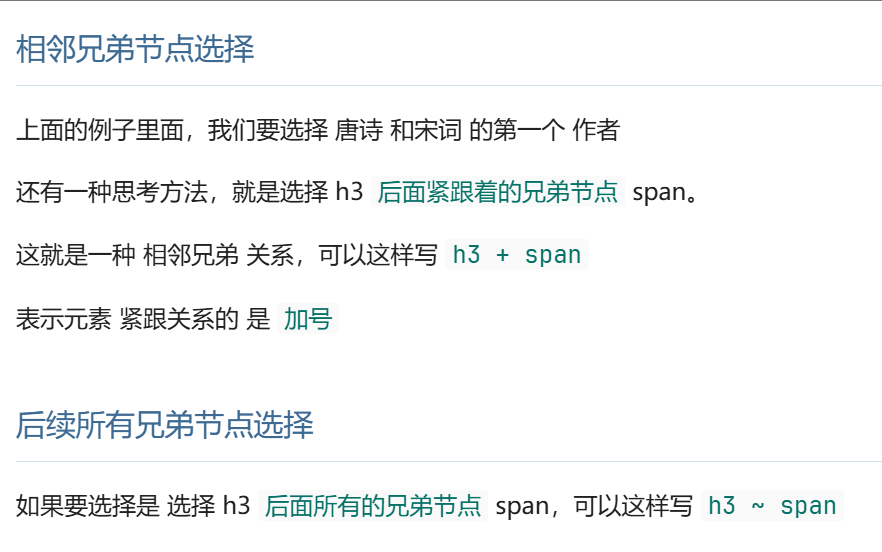 相邻兄弟节点选择
上面的例子里面，我们要选择 唐诗 和宋词 的第一个 作者
还有一种思考方法，就是选择 h3 后面紧跟着的兄弟节点 span。
这就是一种 相邻兄弟 关系，可以这样写 h3 + span
表示元素 紧跟关系的 是 加号
后续所有兄弟节点选择
如果要选择是 选择 h3 后面所有的兄弟节点 span，可以这样写 h3 ~ span